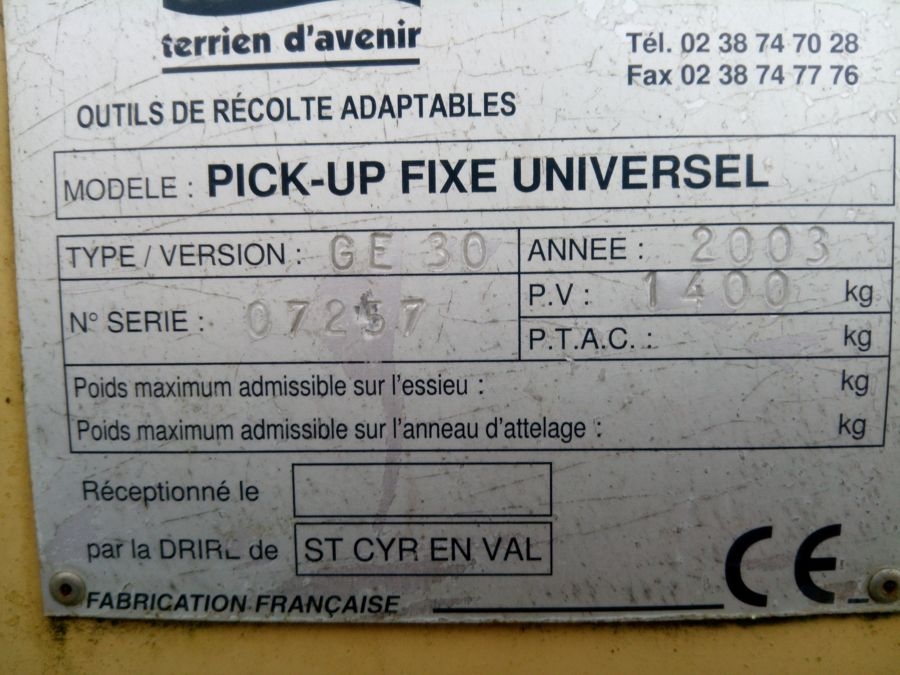 terrien d'avenir
Tél. 02 38 74 70 28
Fax 02 38 74 77 76
OUTILS DE RÉCOLTE ADAPTABLES
MODELE : PICK-UP FIXE UNIVERSEL
TYPE / VERSION : GE 30
ANNEE : 2003
N° SERIE : 07257
P.V : 1400 kg
P.T.A.C. : kg
Poids maximum admissible sur l'essieu : kg
Poids maximum admissible sur l'anneau d'attelage : kg
Réceptionné le
par la DRIRE de ST CYR EN VAL
CE
FABRICATION FRANÇAISE